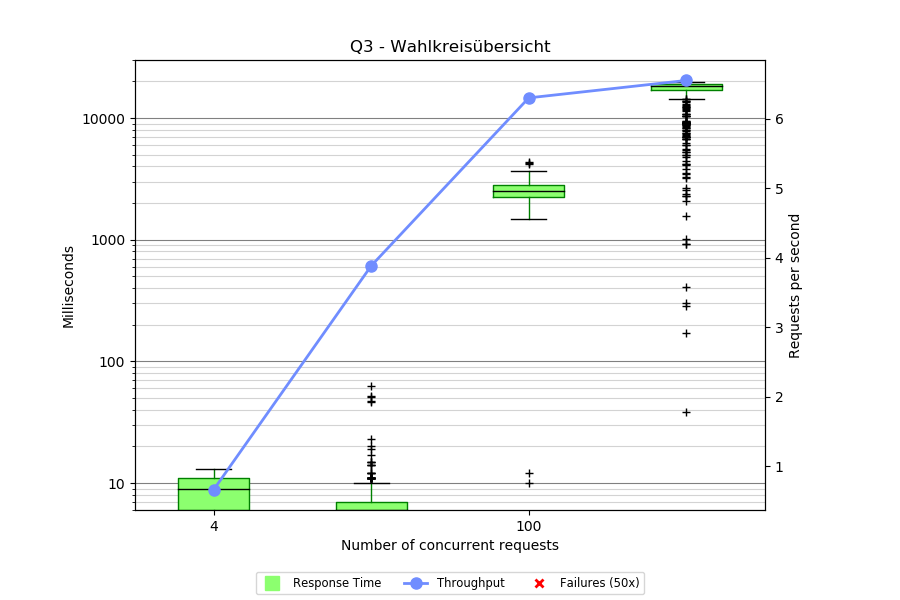 Q3 - Wahlkreisübersicht
10000
1000
100
10
Milliseconds
6
5
4
3
2
1
Requests per second
4
100
Number of concurrent requests
Response Time
Throughput
Failures (50x)